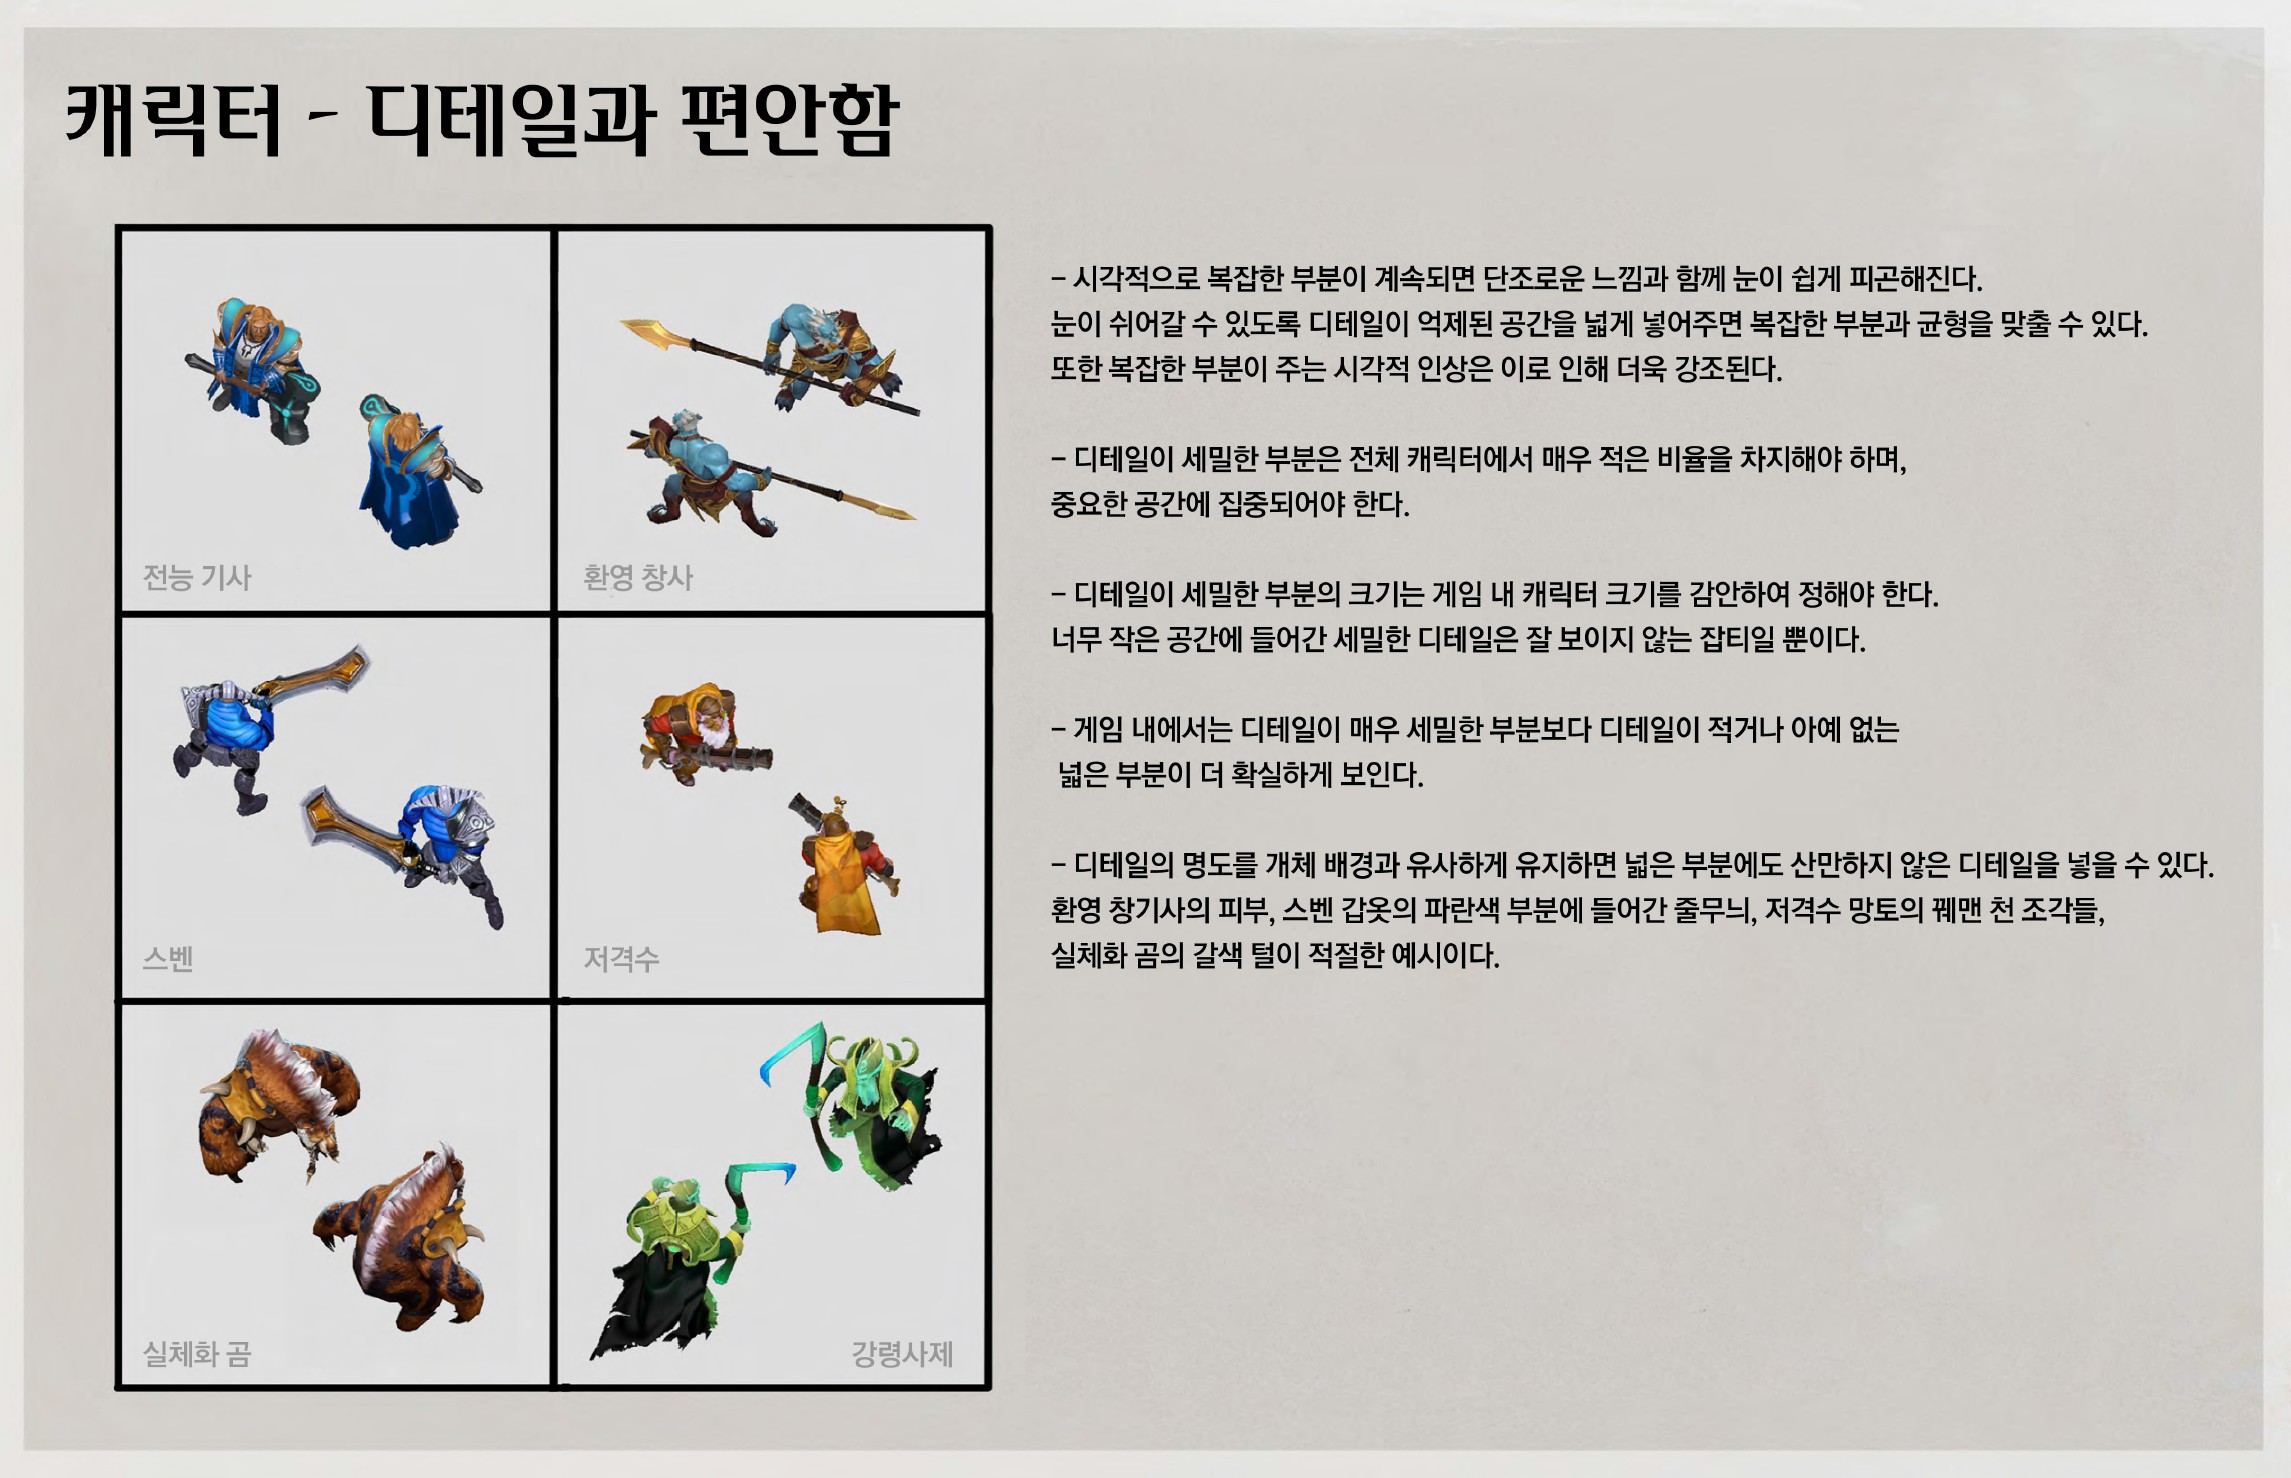 캐릭터 - 디테일과 편안함
전능 기사
환영 창사
스벤
저격수
실체화 곰
강령사제
– 시각적으로 복잡한 부분이 계속되면 단조로운 느낌과 함께 눈이 쉽게 피곤해진다.
눈이 쉬어갈 수 있도록 디테일이 억제된 공간을 넓게 넣어주면 복잡한 부분과 균형을 맞출 수 있다.
또한 복잡한 부분이 주는 시각적 인상은 이로 인해 더욱 강조된다.
– 디테일이 세밀한 부분은 전체 캐릭터에서 매우 적은 비율을 차지해야 하며,
중요한 공간에 집중되어야 한다.
– 디테일이 세밀한 부분의 크기는 게임 내 캐릭터 크기를 감안하여 정해야 한다.
너무 작은 공간에 들어간 세밀한 디테일은 잘 보이지 않는 잡티일 뿐이다.
– 게임 내에서는 디테일이 매우 세밀한 부분보다 디테일이 적거나 아예 없는
넓은 부분이 더 확실하게 보인다.
– 디테일의 명도를 개체 배경과 유사하게 유지하면 넓은 부분에도 산만하지 않은 디테일을 넣을 수 있다.
환영 창기사의 피부, 스벤 갑옷의 파란색 부분에 들어간 줄무늬, 저격수 망토의 꿰맨 천 조각들,
실체화 곰의 갈색 털이 적절한 예시이다.